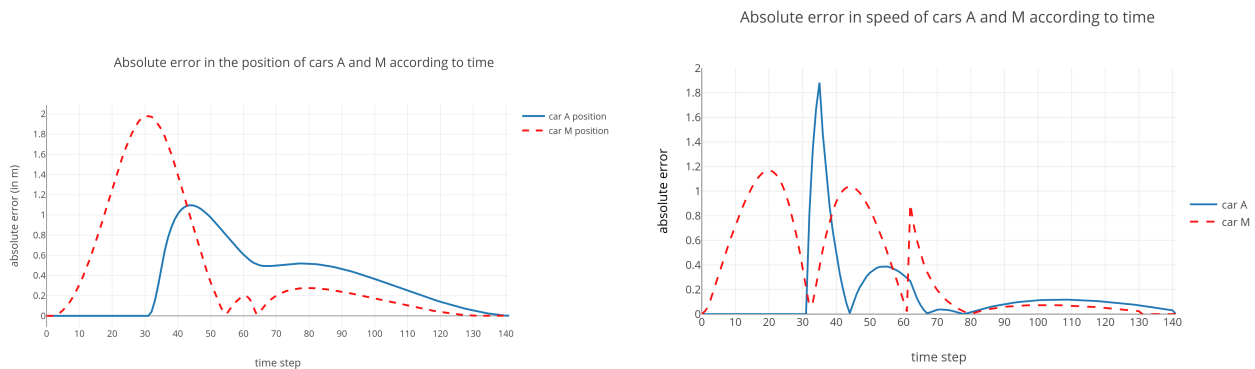 Absolute error in the position of cars A and M according to time
absolute error (in m)
2
1.8
1.6
1.4
1.2
1
0.8
0.6
0.4
0.2
0
0 10 20 30 40 50 60 70 80 90 100 110 120 130 140
time step
car A position
car M position
Absolute error in speed of cars A and M according to time
absolute error
2
1.8
1.6
1.4
1.2
1
0.8
0.6
0.4
0.2
0
0 10 20 30 40 50 60 70 80 90 100 110 120 130 140
time step
car A
car M